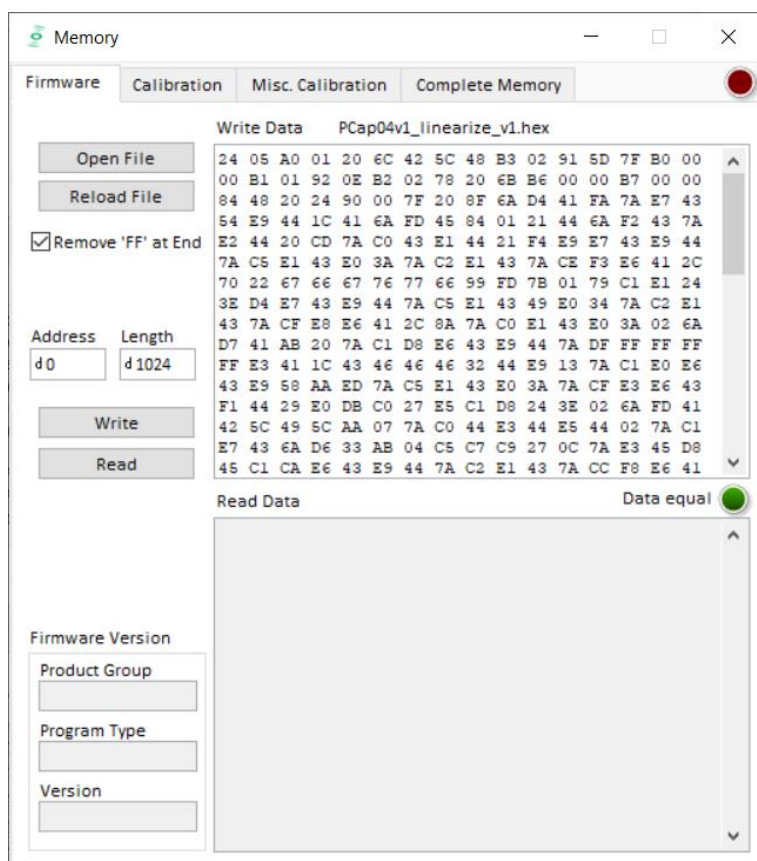 Memory
Firmware Calibration Misc. Calibration Complete Memory
Write Data PCap04v1_linearize_v1.hex
Open File
Reload File
Remove 'FF' at End
Address Length
d 0 d 1024
Write
Read
24 05 A0 01 20 6C 42 5C 48 B3 02 91 5D 7F B0 00
00 B1 01 92 0E B2 02 78 20 6B B6 00 00 B7 00 00
84 48 20 24 90 00 7F 20 8F 6A D4 41 FA 7A E7 43
54 E9 44 1C 41 6A FD 45 84 01 21 44 6A F2 43 7A
E2 44 20 CD 7A C0 43 E1 44 21 F4 E9 E7 43 E9 44
7A C5 E1 43 E0 3A 7A C2 E1 43 7A CE F3 E6 41 2C
70 22 67 66 67 76 77 66 99 FD 7B 01 79 C1 E1 24
3E D4 E7 43 E9 44 7A C5 E1 43 49 E0 34 7A C2 E1
43 7A CF E8 E6 41 2C 8A 7A C0 E1 43 E0 3A 02 6A
D7 41 AB 20 7A C1 D8 E6 43 E9 44 7A DF FF FF FF
FF E3 41 1C 43 46 46 46 32 44 E9 13 7A C1 E0 E6
43 E9 58 AA ED 7A C5 E1 43 E0 3A 7A CF E3 E6 43
F1 44 29 E0 DB C0 27 E5 C1 D8 24 3E 02 6A FD 41
42 5C 49 5C AA 07 7A C0 44 E3 44 E5 44 02 7A C1
E7 43 6A D6 33 AB 04 C5 C7 C9 27 0C 7A E3 45 D8
45 C1 CA E6 43 E9 44 7A C2 E1 43 7A CC F8 E6 41
Read Data Data equal
Firmware Version
Product Group
Program Type
Version